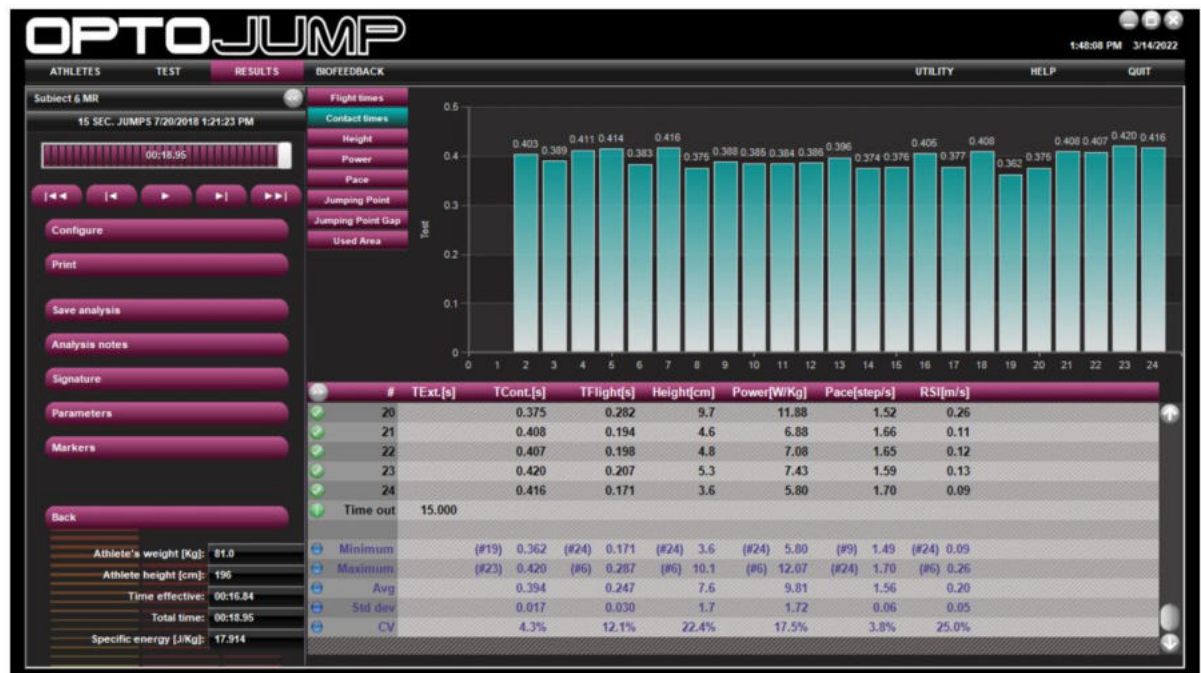 OPTOJUMP
1:48:08 PM 3/14/2022
ATHLETES TEST RESULTS BIOFEEDBACK UTILITY HELP QUIT
Subiect 6 MR
15 SEC. JUMPS 7/20/2018 1:21:23 PM
00:18.95
Configure
Print
Save analysis
Analysis notes
Signature
Parameters
Markers
Back
Athlete's weight [Kg]: 81.0
Athlete height [cm]: 196
Time effective: 00:16.84
Total time: 00:18.95
Specific energy [J/Kg]: 17.914
Flight times
Contact times
Height
Power
Pace
Jumping Point
Jumping Point Gap
Used Area
Test
0.5
0.4
0.3
0.2
0.1
0
0.403 0.389 0.411 0.414 0.383 0.416 0.375 0.388 0.385 0.384 0.386 0.396 0.374 0.376 0.405 0.377 0.408 0.362 0.375 0.408 0.407 0.420 0.416
0 1 2 3 4 5 6 7 8 9 10 11 12 13 14 15 16 17 18 19 20 21 22 23 24
# TExt.[s] TCont.[s] TFlight[s] Height[cm] Power[W/Kg] Pace[step/s] RSI[m/s]
20 0.375 0.282 9.7 11.88 1.52 0.26
21 0.408 0.194 4.6 6.88 1.66 0.11
22 0.407 0.198 4.8 7.08 1.65 0.12
23 0.420 0.207 5.3 7.43 1.59 0.13
24 0.416 0.171 3.6 5.80 1.70 0.09
Time out 15.000
Minimum (#19) 0.362 (#24) 0.171 (#24) 3.6 (#24) 5.80 (#9) 1.49 (#24) 0.09
Maximum (#23) 0.420 (#6) 0.287 (#6) 10.1 (#6) 12.07 (#24) 1.70 (#6) 0.26
Avg 0.394 0.247 7.6 9.81 1.56 0.20
Std dev 0.017 0.030 1.7 1.72 0.06 0.05
CV 4.3% 12.1% 22.4% 17.5% 3.8% 25.0%